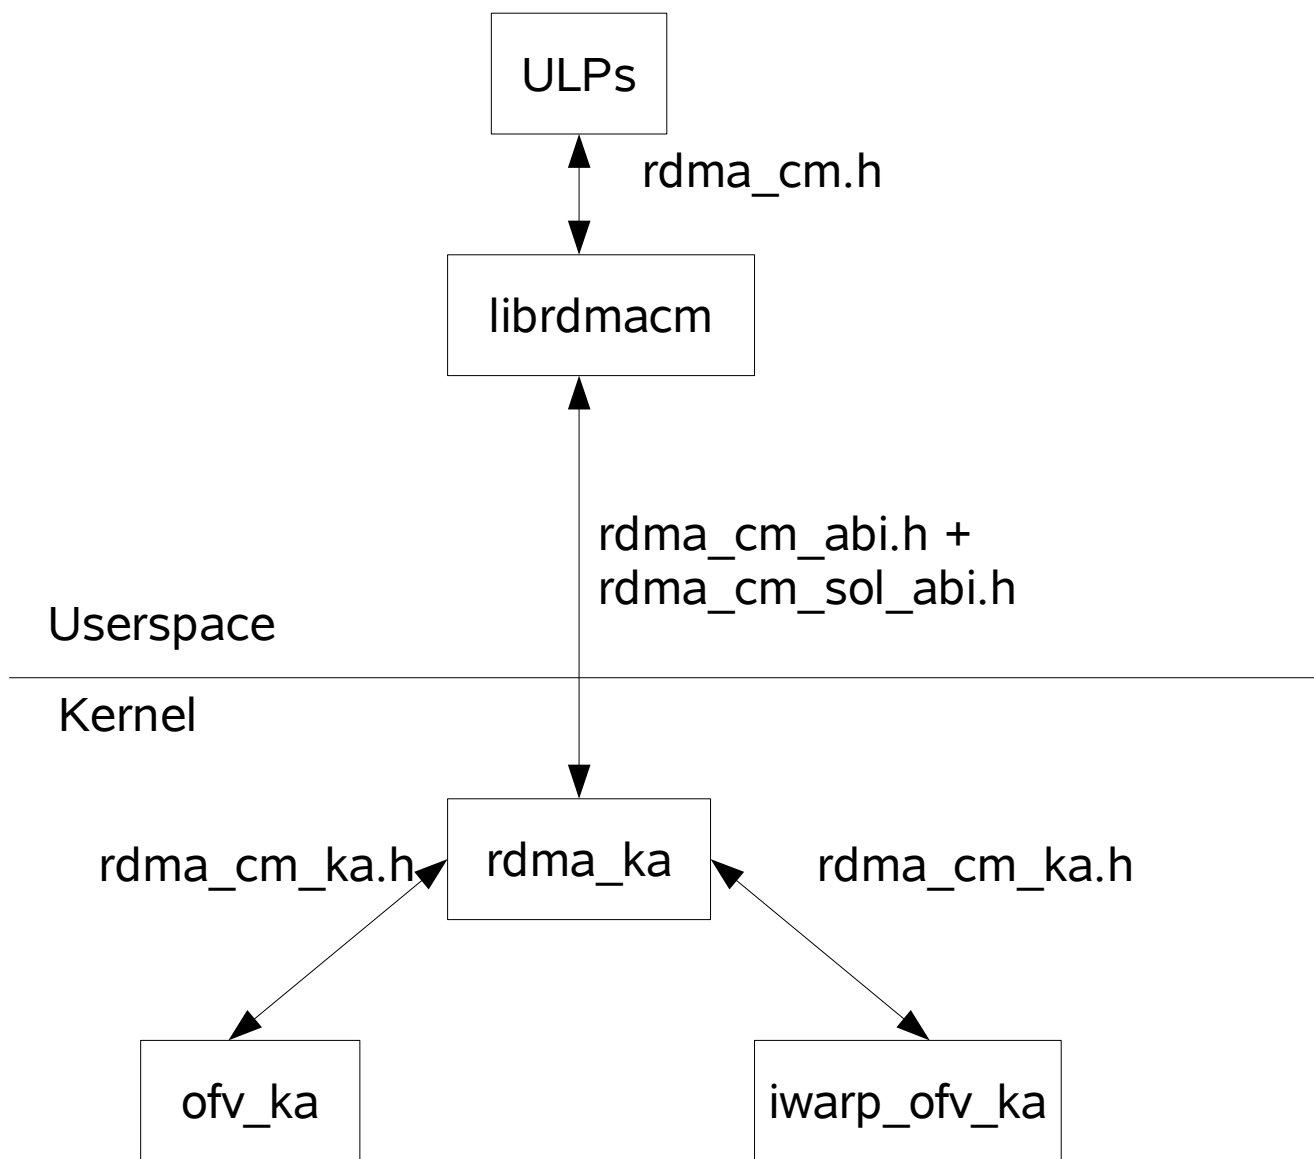 ULPs
rdma_cm.h
librdmacm
rdma_cm_abi.h +
rdma_cm_sol_abi.h
Userspace
Kernel
rdma_cm_ka.h
rdma_ka
rdma_cm_ka.h
ofv_ka
iwarp_ofv_ka